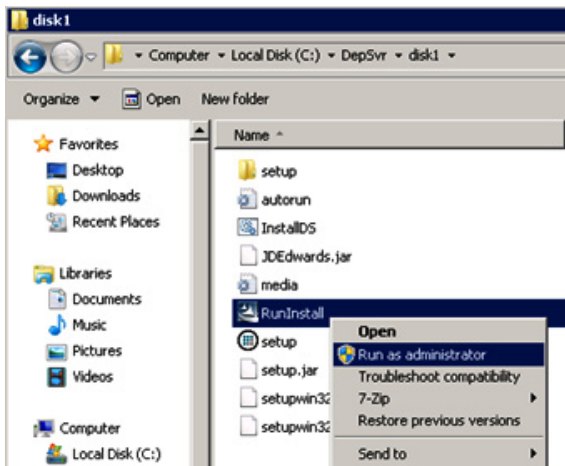 disk1
Computer Local Disk (C:) DepSvr disk1
Organize Open New folder
Favorites
Desktop
Downloads
Recent Places
Libraries
Documents
Music
Pictures
Videos
Computer
Local Disk (C:)
Name
setup
autorun
InstallDS
JDEdwards.jar
media
RunInstall
setup
setup.jar
setupwin32
setupwin32
Open
Run as administrator
Troubleshoot compatibility
7-Zip
Restore previous versions
Send to